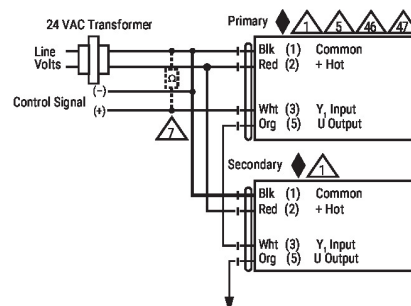 24 VAC Transformer
Primary 1 5 46 47
Line
Volts
Blk (1) Common
Red (2) + Hot
Ω
(–)
Control Signal
(+)
Wht (3) Y1 Input
Org (5) U Output
7
Secondary 1
Blk (1) Common
Red (2) + Hot
Wht (3) Y1 Input
Org (5) U Output